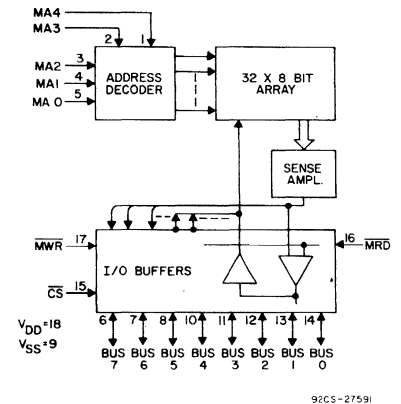 MA4
MA3
2
1
MA2 3
MA1 4
MA 0 5
ADDRESS
DECODER
32 X 8 BIT
ARRAY
SENSE
AMPL.
MWR 17
16 MRD
I/O BUFFERS
CS 15
6 7 8 10 11 12 13 14
VDD=18
VSS=9
BUS BUS BUS BUS BUS BUS BUS BUS
7 6 5 4 3 2 1 0
92CS-27591